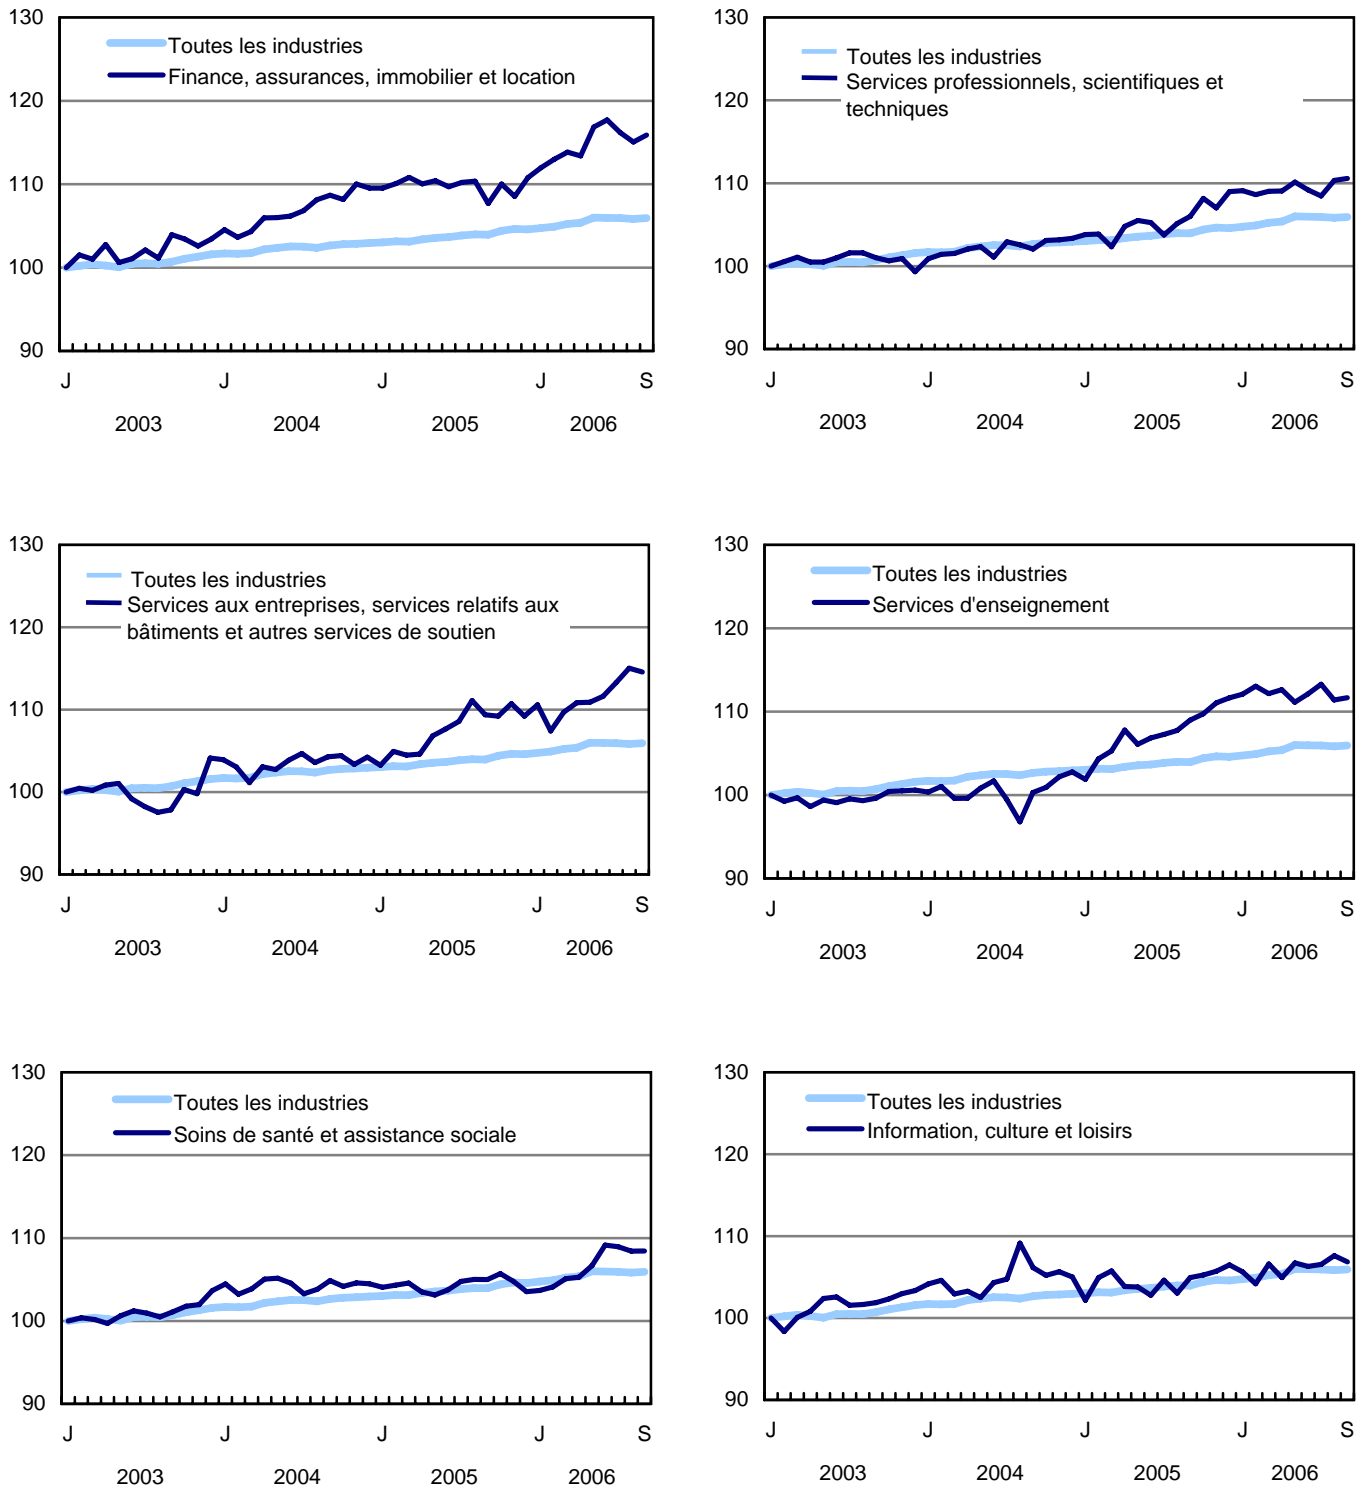 130
Toutes les industries
Finance, assurances, immobilier et location
120
110
100
90
J J J J S
2003 2004 2005 2006
130
Toutes les industries
Services professionnels, scientifiques et
techniques
120
110
100
90
J J J J S
2003 2004 2005 2006
130
Toutes les industries
Services aux entreprises, services relatifs aux
bâtiments et autres services de soutien
120
110
100
90
J J J J S
2003 2004 2005 2006
130
Toutes les industries
Services d'enseignement
120
110
100
90
J J J J S
2003 2004 2005 2006
130
Toutes les industries
Soins de santé et assistance sociale
120
110
100
90
J J J J S
2003 2004 2005 2006
130
Toutes les industries
Information, culture et loisirs
120
110
100
90
J J J J S
2003 2004 2005 2006